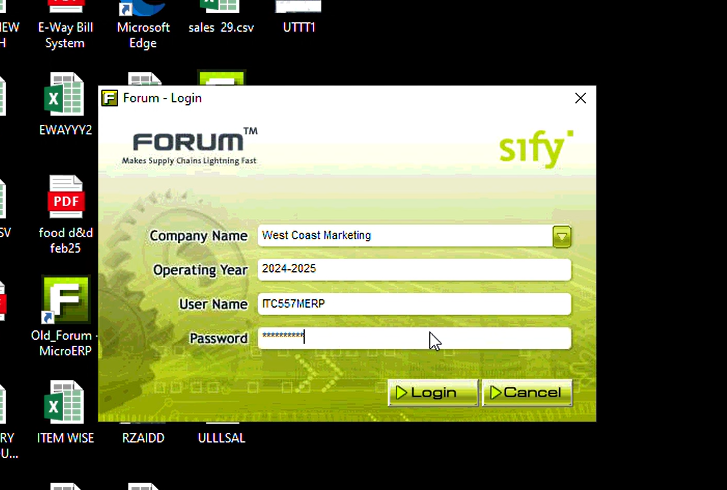 IEW
H
E-Way Bill
System
Microsoft
Edge
sales 29.csv
UTTT1
EWAYYY2
Forum - Login
FORUM™
Makes Supply Chains Lightning Fast
sify
Company Name
West Coast Marketing
Operating Year
2024-2025
User Name
ITC557MERP
Password
**********
Login
Cancel
SV
PDF
food d&d
feb25
Old_Forum -
MicroERP
RY
OU...
ITEM WISE
RZAIDD
ULLLSAL